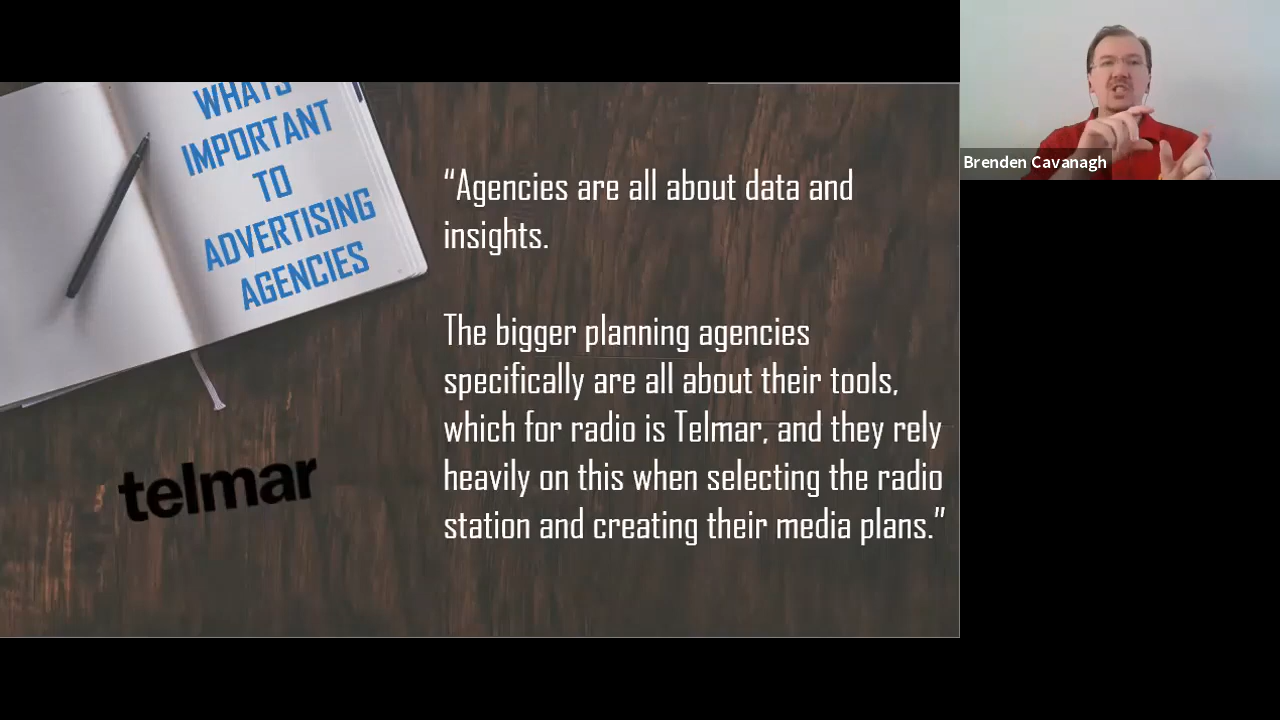 WHAT'S
IMPORTANT
TO
ADVERTISING
AGENCIES
telmar
“Agencies are all about data and
insights.
The bigger planning agencies
specifically are all about their tools,
which for radio is Telmar, and they rely
heavily on this when selecting the radio
station and creating their media plans.”
Brenden Cavanagh